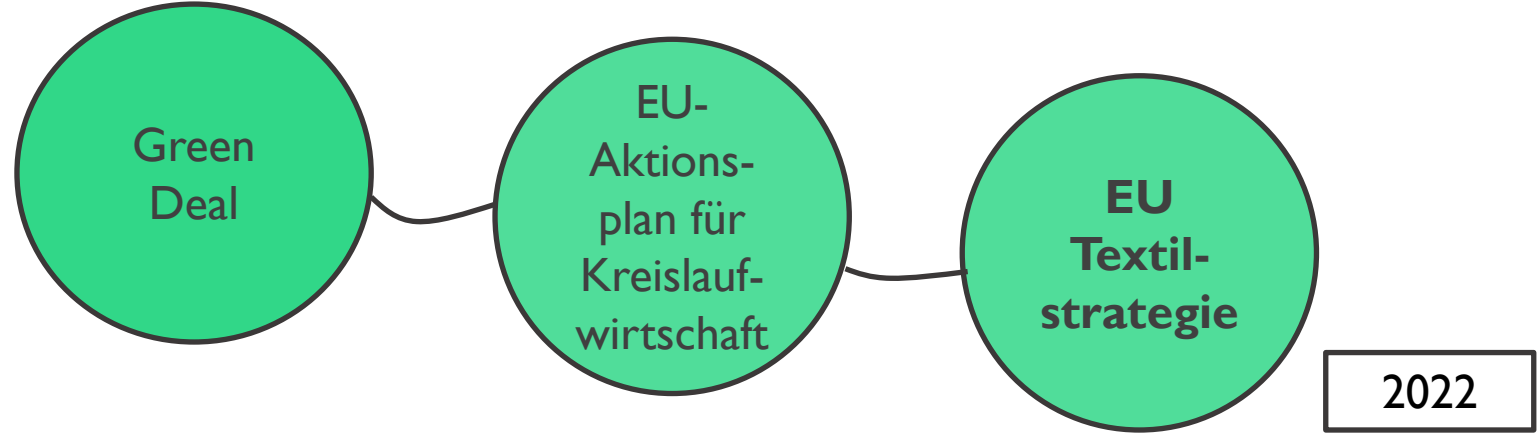 Green
Deal
EU-
Aktions-
plan für
Kreislauf-
wirtschaft
EU
Textil-
strategie
2022